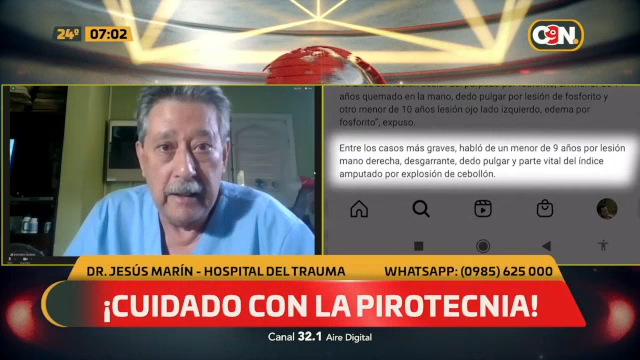 24º 07:02
C9N
años quemado en la mano, dedo pulgar por lesión de fosforito y
otro menor de 10 años lesión ojo lado izquierdo, edema por
fosforito”, expuso.
Entre los casos más graves, habló de un menor de 9 años por lesión
mano derecha, desgarrante, dedo pulgar y parte vital del índice
amputado por explosión de cebollón.
DR. JESÚS MARÍN - HOSPITAL DEL TRAUMA WHATSAPP: (0985) 625 000
¡CUIDADO CON LA PIROTECNIA!
Canal 32.1 Aire Digital